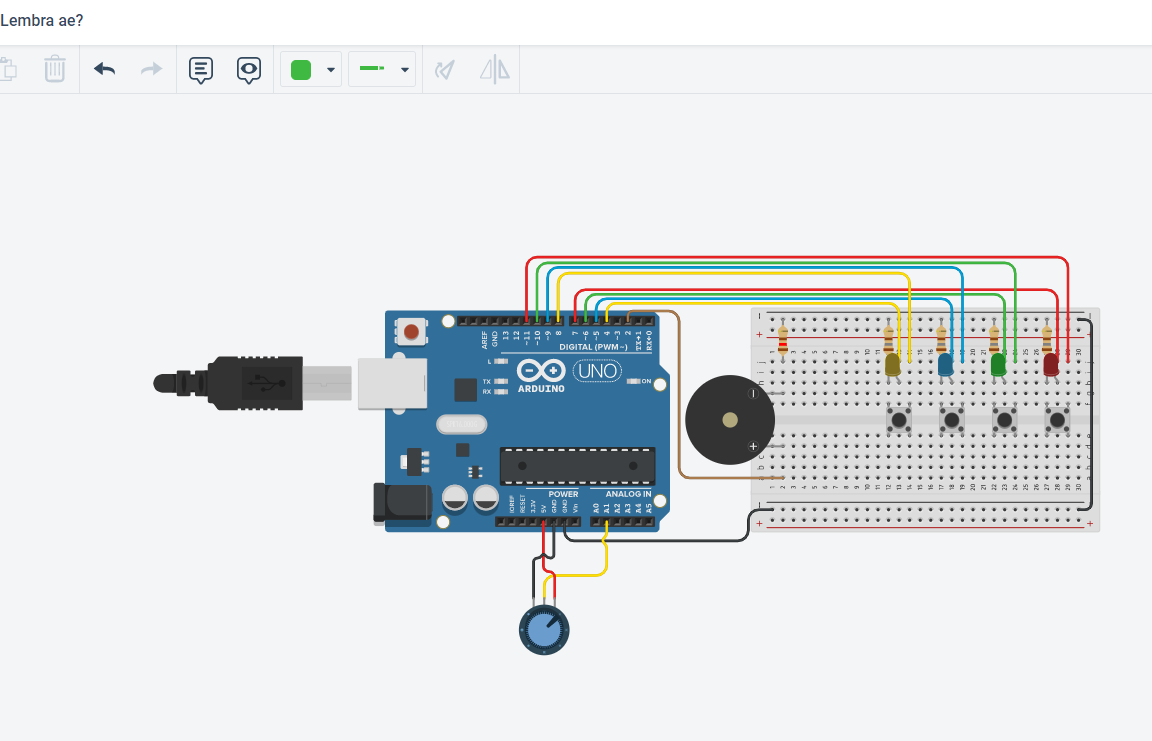 Lembra ae?
AREF
GND
13
12
~11
~10
~9
8
7
~6
~5
4
~3
2
TX→1
RX←0
DIGITAL (PWM~)
L
TX
RX
ON
UNO
ARDUINO
POWER
ANALOG IN
IOREF
RESET
3.3V
5V
GND
GND
Vin
A0
A1
A2
A3
A4
A5